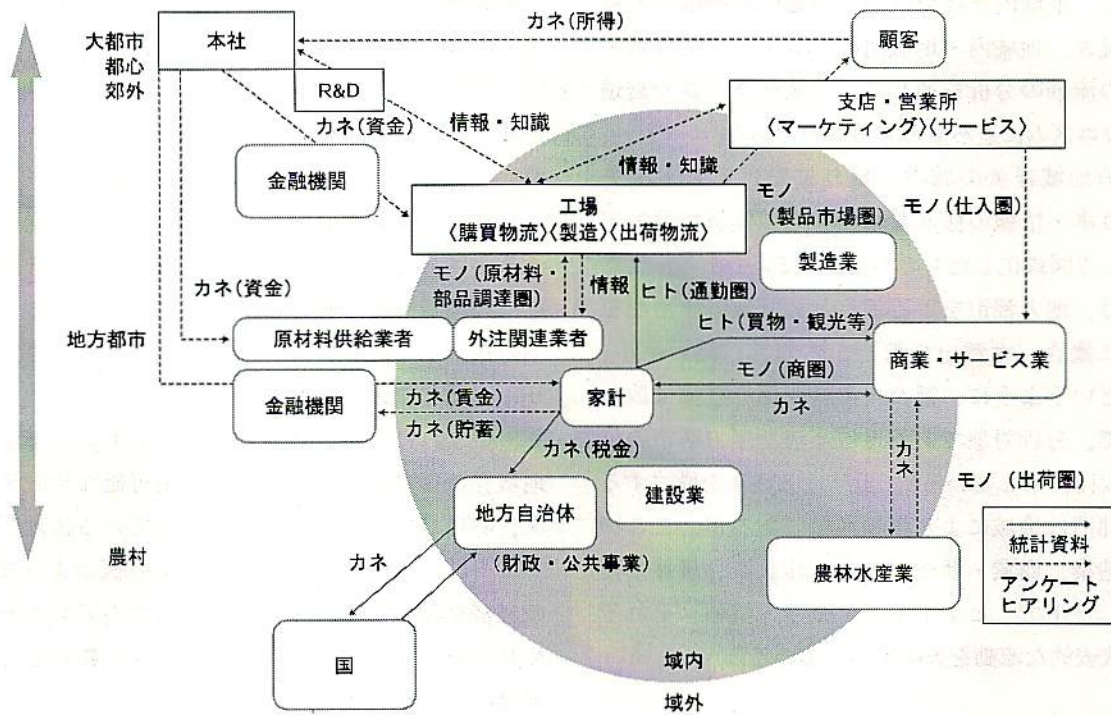 カネ(所得)
大都市
都心
郊外
本社
顧客
R&D
カネ(資金)
情報・知識
支店・営業所
〈マーケティング〉〈サービス〉
金融機関
情報・知識
工場
〈購買物流〉〈製造〉〈出荷物流〉
モノ
(製品市場圏)
モノ(仕入圏)
製造業
カネ(資金)
モノ(原材料・
部品調達圏)
情報
ヒト(通勤圏)
地方都市
原材料供給業者
外注関連業者
ヒト(買物・観光等)
商業・サービス業
金融機関
カネ(賃金)
カネ(貯蓄)
家計
モノ(商圏)
カネ
カネ(税金)
カネ
地方自治体
建設業
モノ(出荷圏)
農村
カネ
(財政・公共事業)
農林水産業
統計資料
アンケート
ヒアリング
国
域内
域外